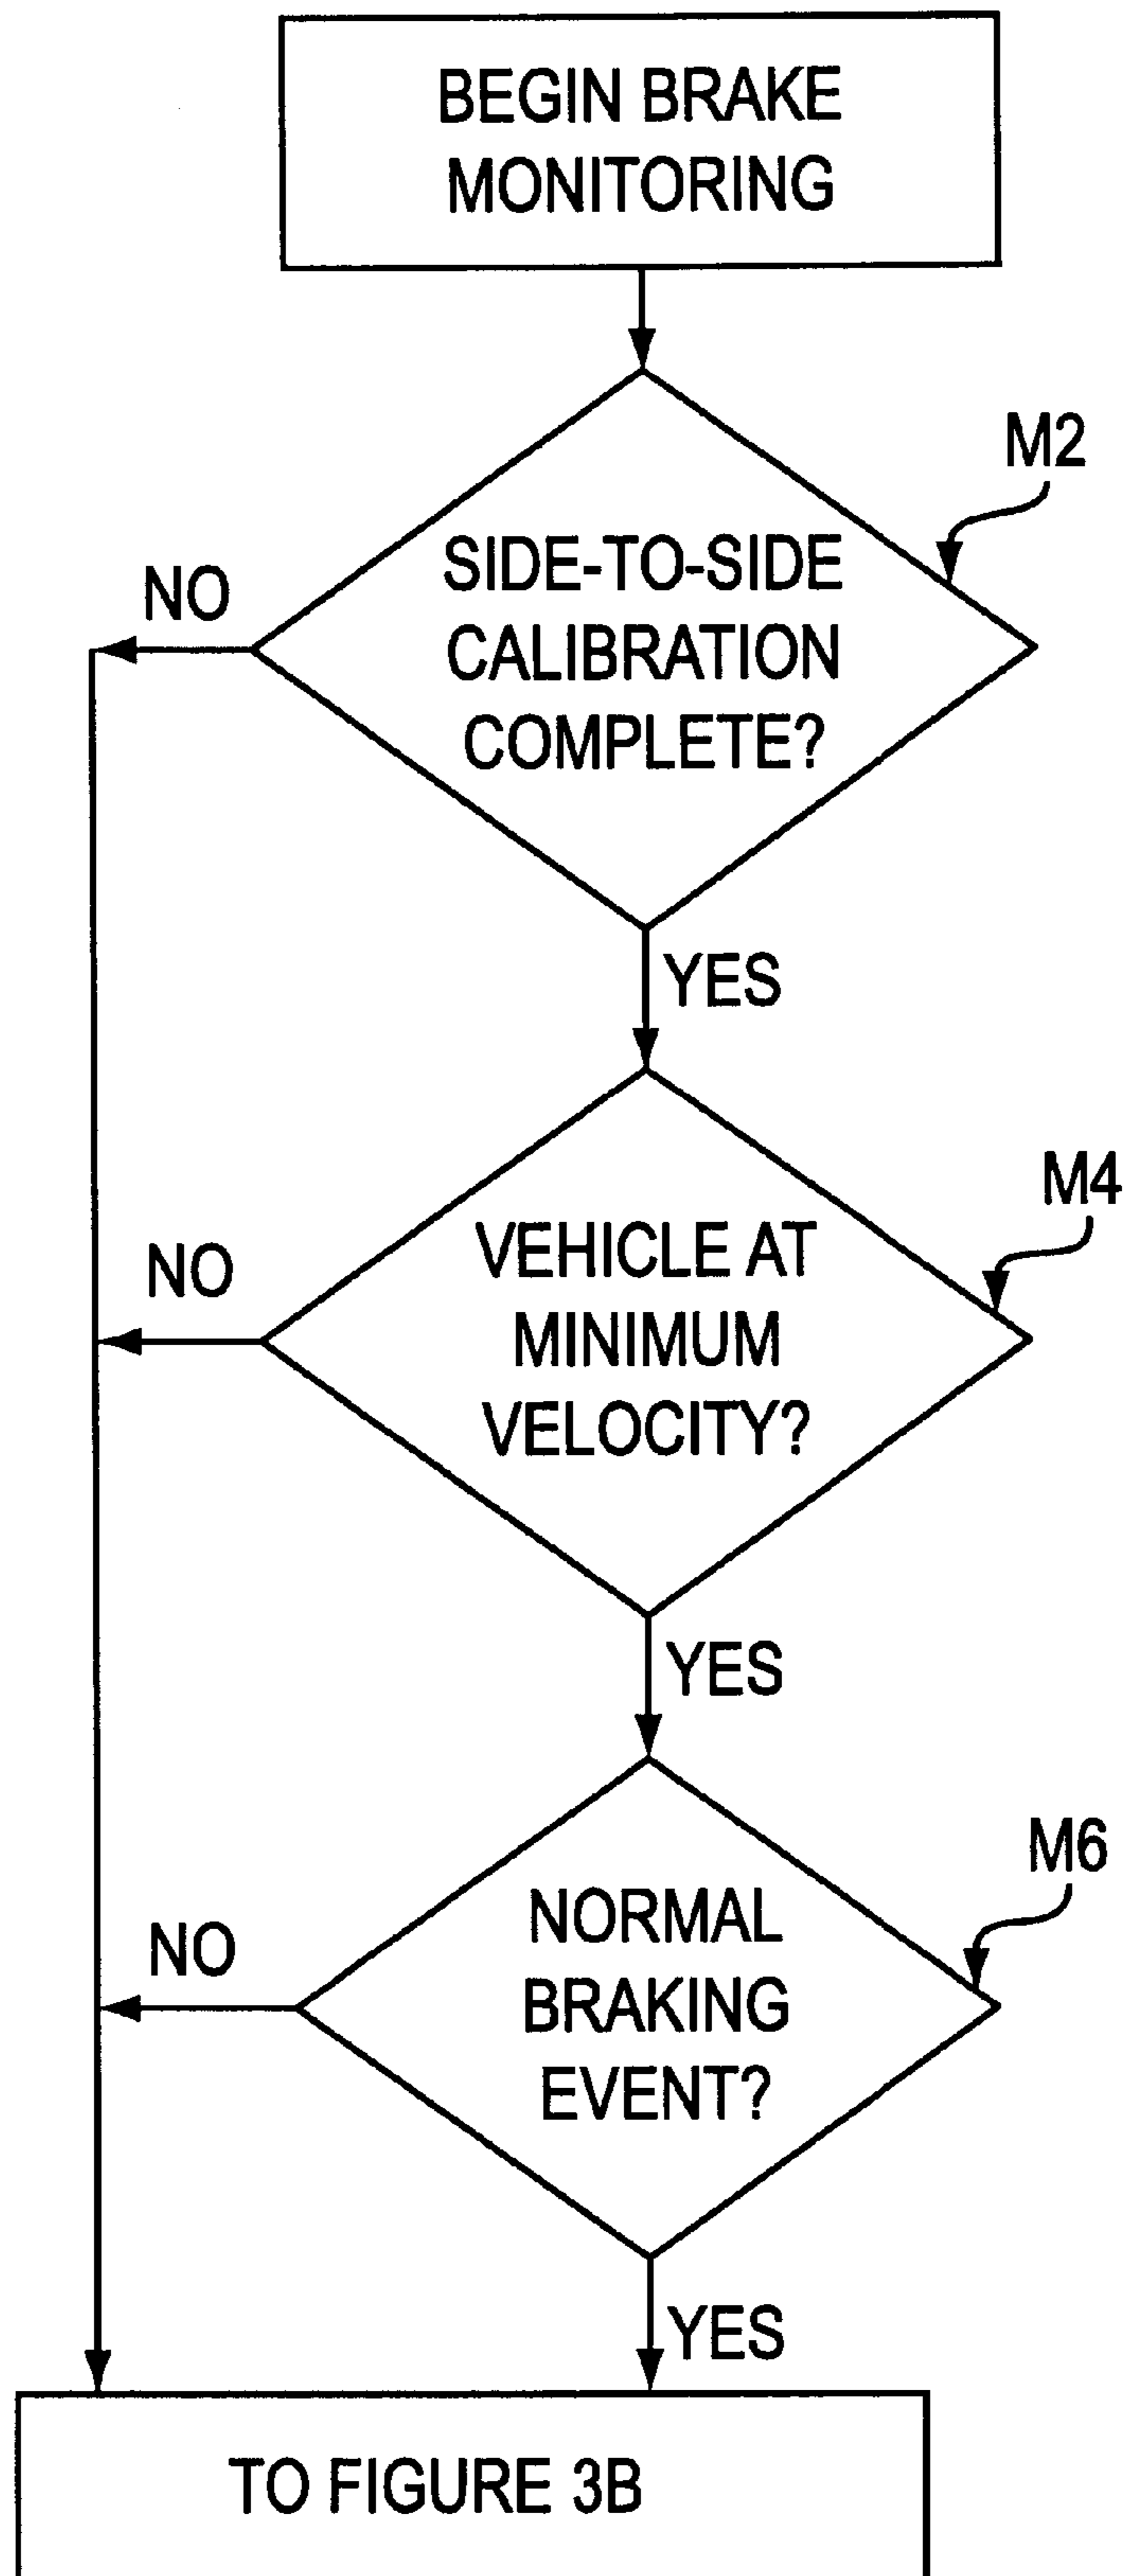 BEGIN BRAKE
MONITORING
M2
SIDE-TO-SIDE
CALIBRATION
COMPLETE?
NO
YES
M4
VEHICLE AT
MINIMUM
VELOCITY?
NO
YES
M6
NORMAL
BRAKING
EVENT?
NO
YES
TO FIGURE 3B